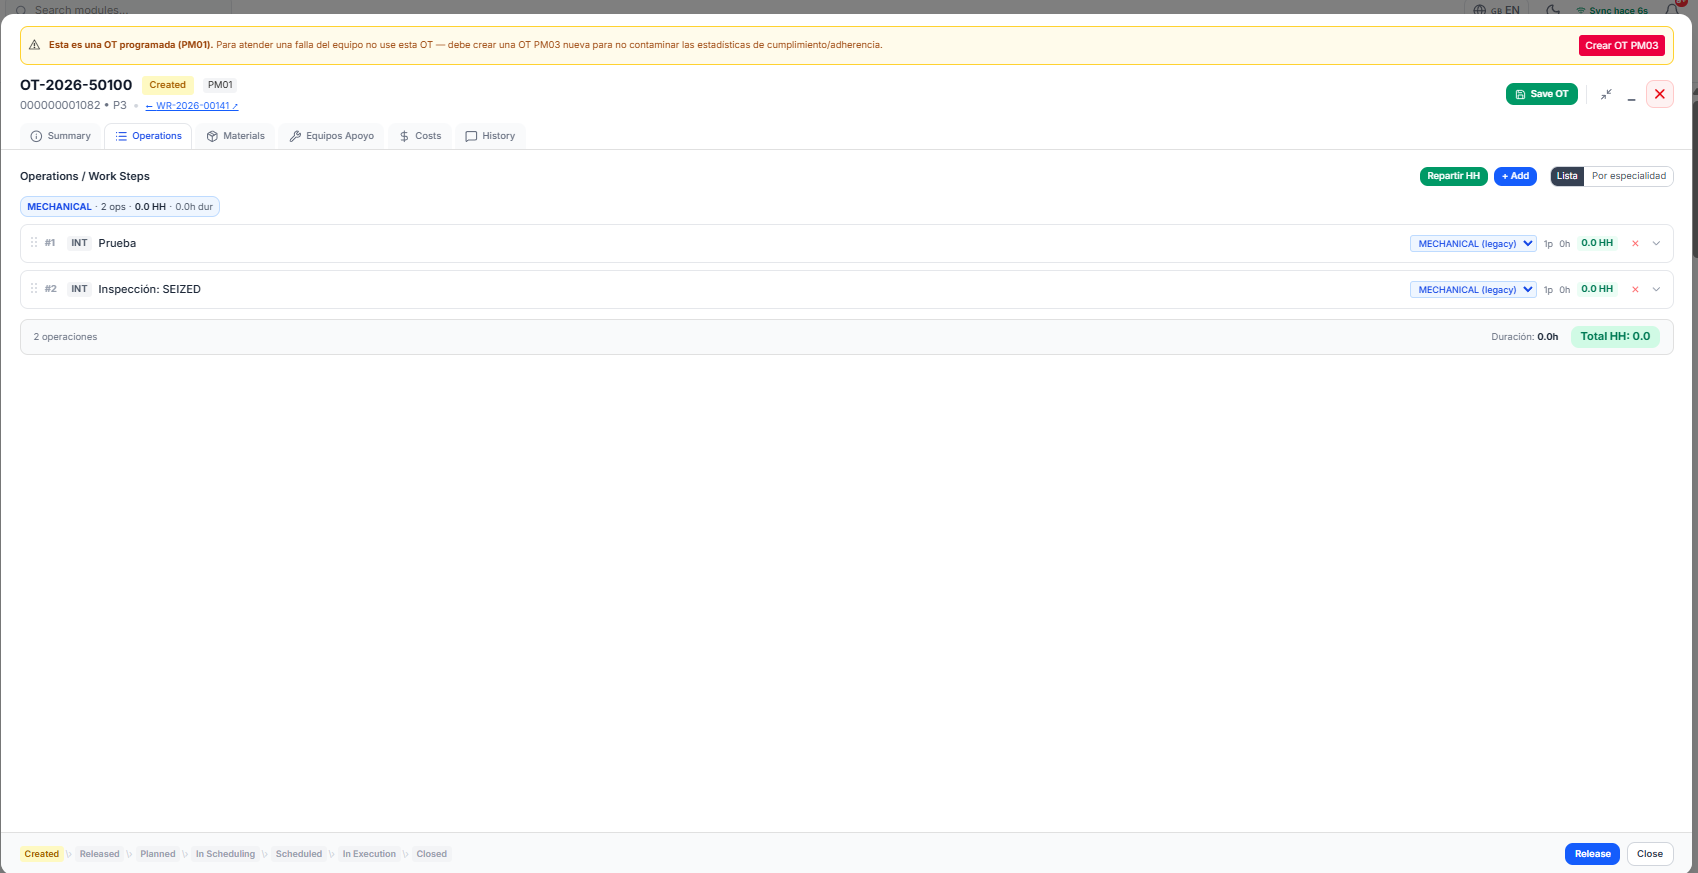 Search modules...
GB EN
Sync hace 6s
Esta es una OT programada (PM01). Para atender una falla del equipo no use esta OT — debe crear una OT PM03 nueva para no contaminar las estadísticas de cumplimiento/adherencia.
Crear OT PM03
OT-2026-50100
Created
PM01
000000001082 • P3
← WR-2026-00141 ↗
Save OT
Summary
Operations
Materials
Equipos Apoyo
Costs
History
Operations / Work Steps
Repartir HH
+ Add
Lista
Por especialidad
MECHANICAL · 2 ops · 0.0 HH · 0.0h dur
#1 INT Prueba
MECHANICAL (legacy) 1p 0h 0.0 HH ×
#2 INT Inspección: SEIZED
MECHANICAL (legacy) 1p 0h 0.0 HH ×
2 operaciones
Duración: 0.0h
Total HH: 0.0
Created
Released
Planned
In Scheduling
Scheduled
In Execution
Closed
Release
Close